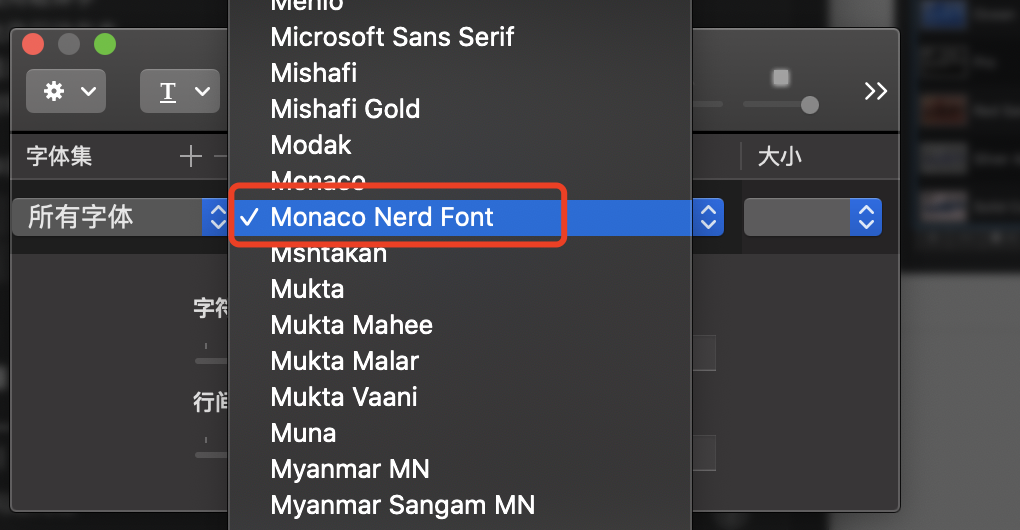 Menlo
Microsoft Sans Serif
Mishafi
Mishafi Gold
Modak
Monaco
Monaco Nerd Font
Mshtakan
Mukta
Mukta Mahee
Mukta Malar
Mukta Vaani
Muna
Myanmar MN
Myanmar Sangam MN
T
字体集
大小
所有字体
字符
行间